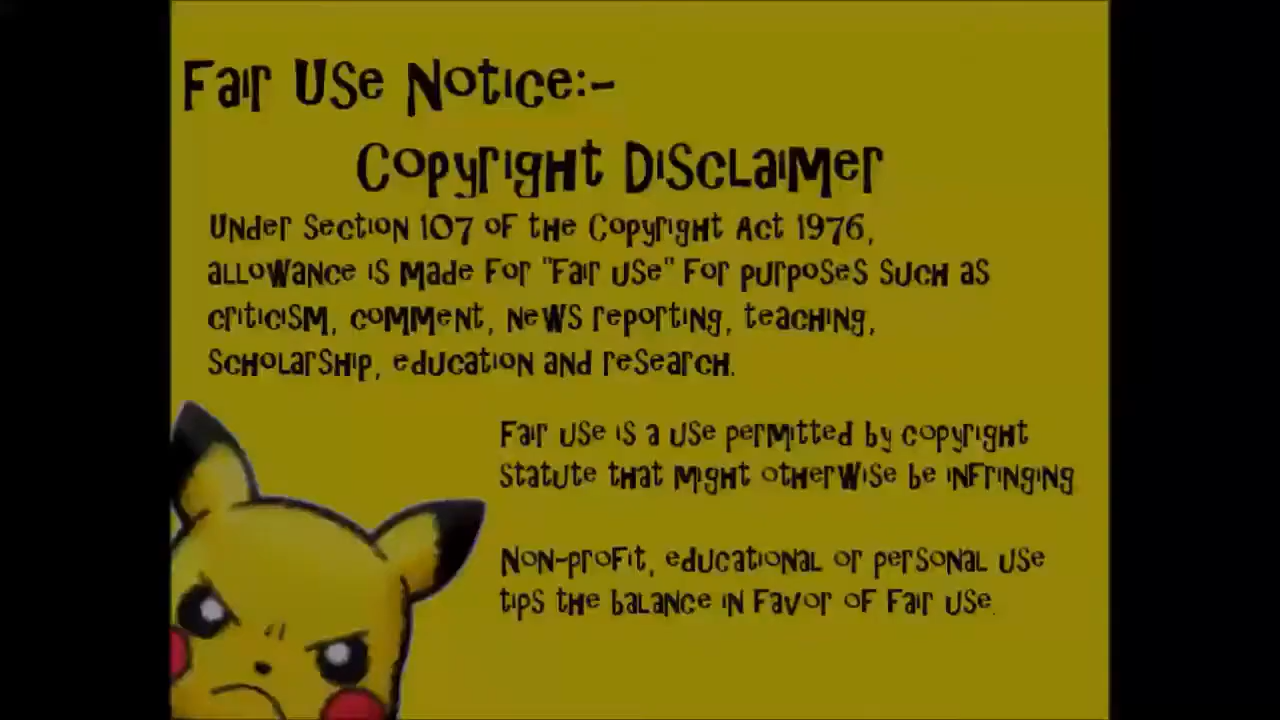 Fair Use Notice:-
Copyright Disclaimer
Under Section 107 of the Copyright Act 1976,
allowance is made for "fair use" for purposes such as
criticism, comment, news reporting, teaching,
scholarship, education and research.
Fair use is a use permitted by copyright
statute that might otherwise be infringing
Non-profit, educational or personal use
tips the balance in favor of fair use.